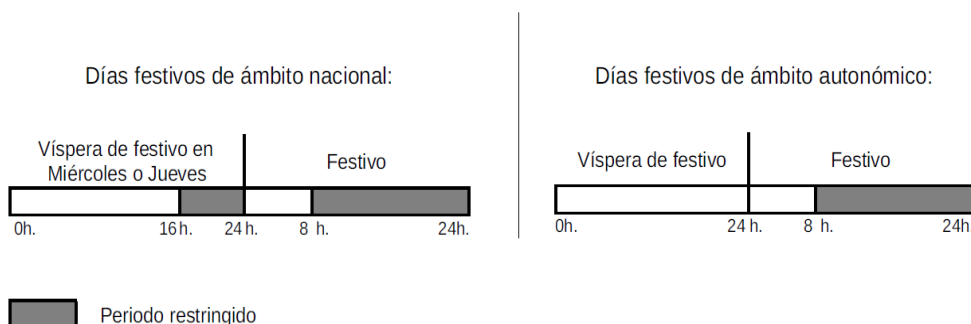 Días festivos de ámbito nacional:
Víspera de festivo en
Miércoles o Jueves
Festivo
0h.
16 h.
24 h.
8 h.
24h.
Días festivos de ámbito autonómico:
Víspera de festivo
Festivo
0h.
24 h.
8 h.
24h.
Periodo restringido